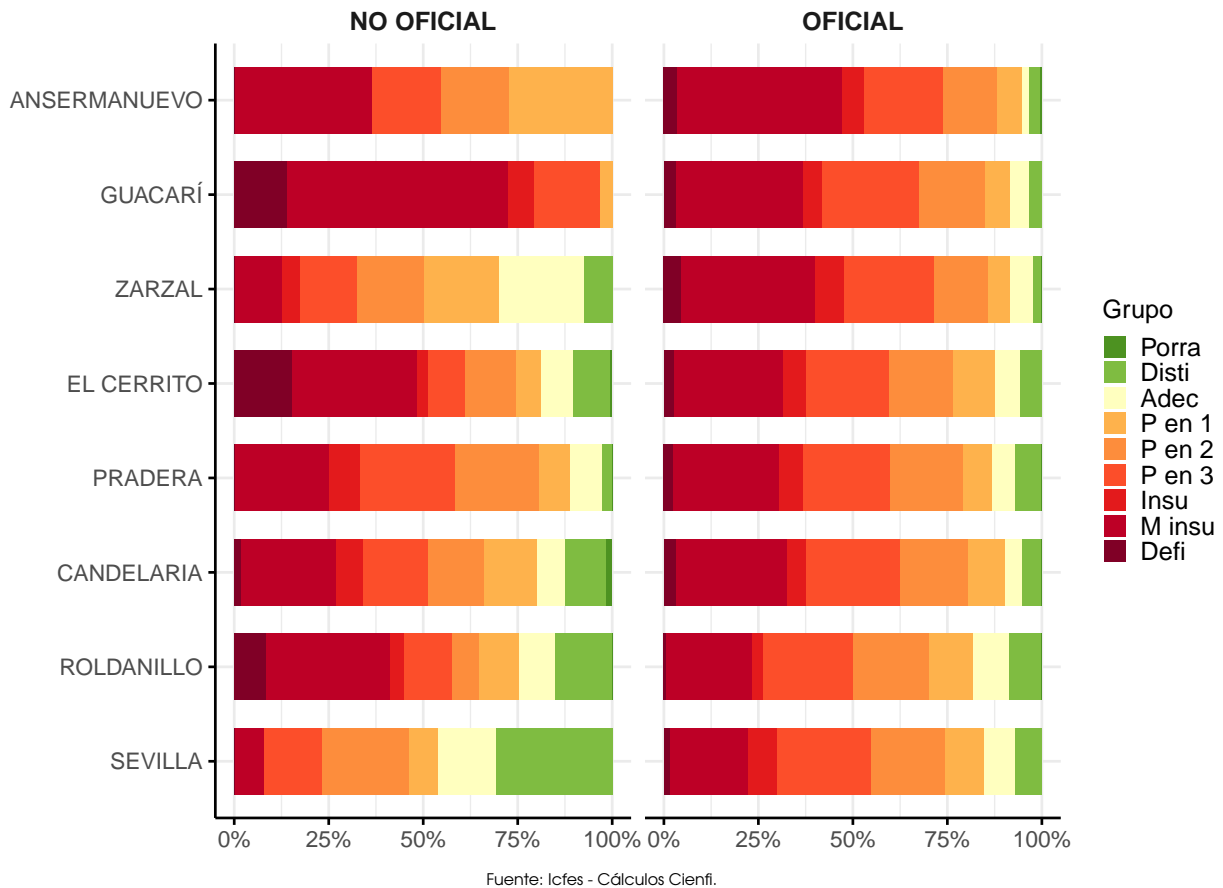 NO OFICIAL
OFICIAL
ANSERMANUEVO
GUACARÍ
ZARZAL
EL CERRITO
PRADERA
CANDELARIA
ROLDANILLO
SEVILLA
0% 25% 50% 75% 100%
0% 25% 50% 75% 100%
Grupo
Porra
Disti
Adec
P en 1
P en 2
P en 3
Insu
M insu
Defi
Fuente: Icfes - Cálculos Cienfi.